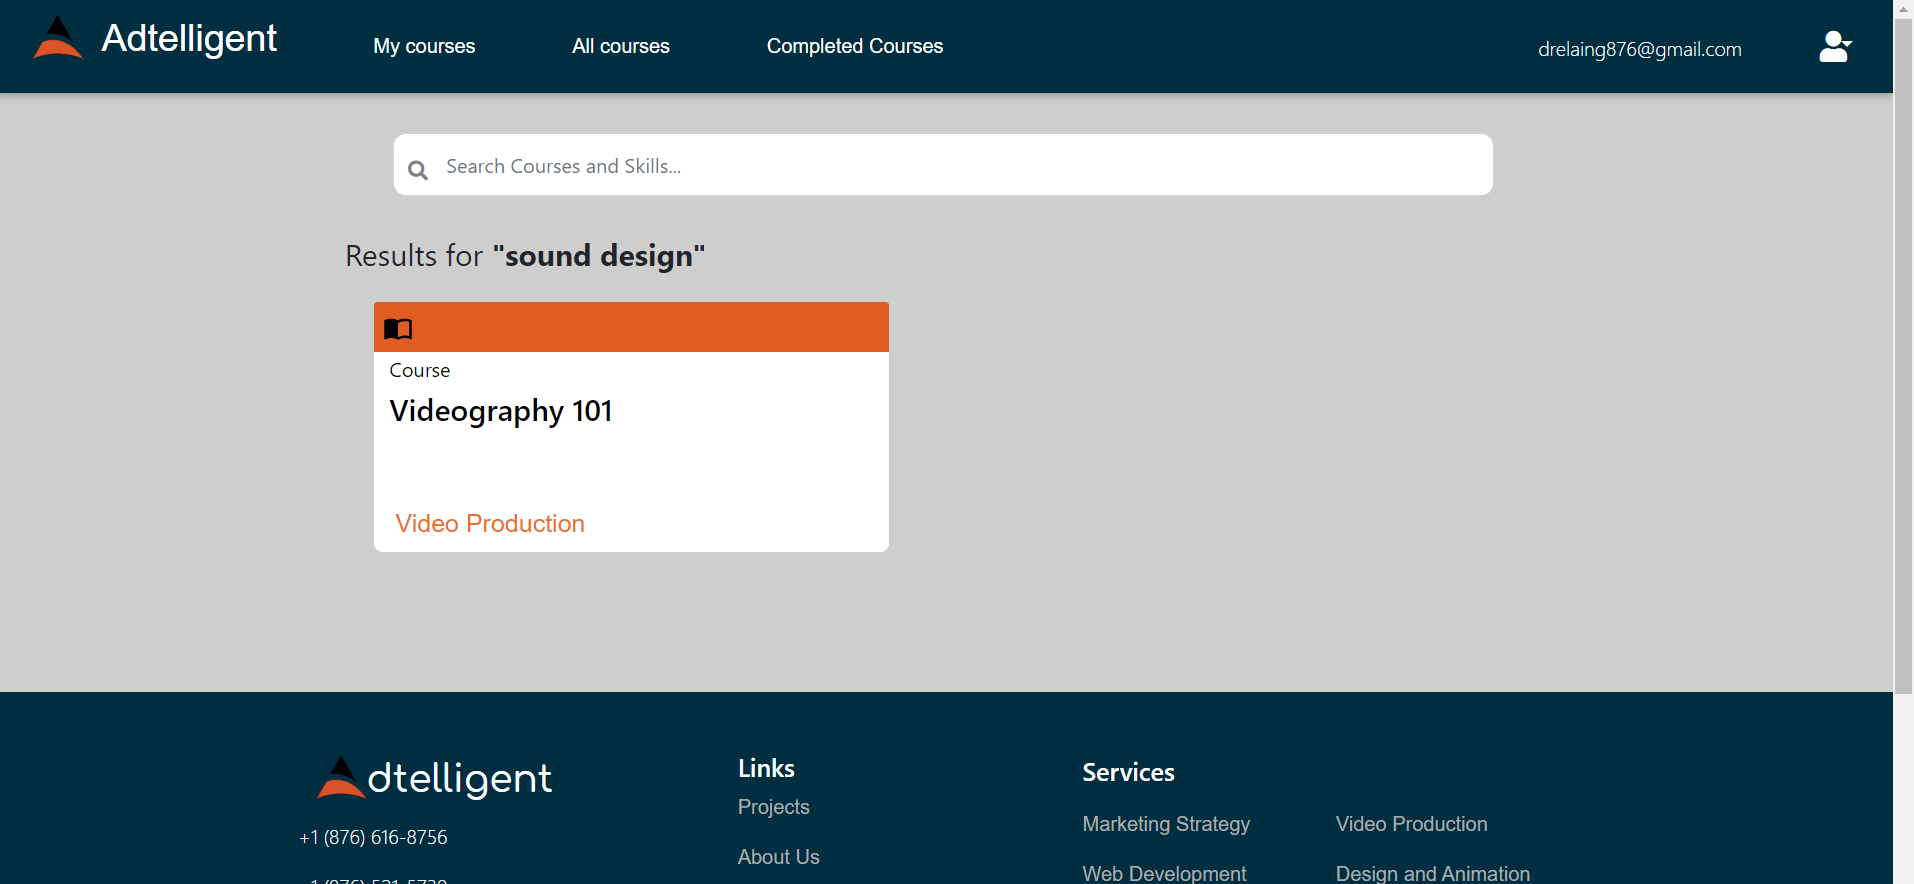 Adtelligent
My courses
All courses
Completed Courses
drelaing876@gmail.com
Search Courses and Skills...
Results for "sound design"
Course
Videography 101
Video Production
dtelligent
+1 (876) 616-8756
Links
Projects
About Us
Services
Marketing Strategy
Video Production
Web Development
Design and Animation